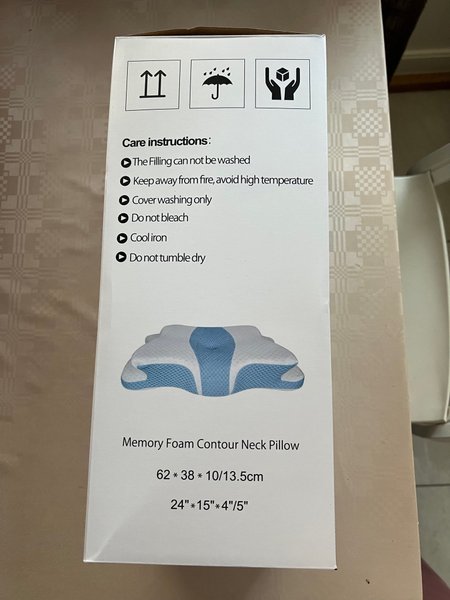 Care instructions:
The Filling can not be washed
Keep away from fire, avoid high temperature
Cover washing only
Do not bleach
Cool iron
Do not tumble dry
Memory Foam Contour Neck Pillow
62 * 38 * 10/13.5cm
24"*15"*4"/5"